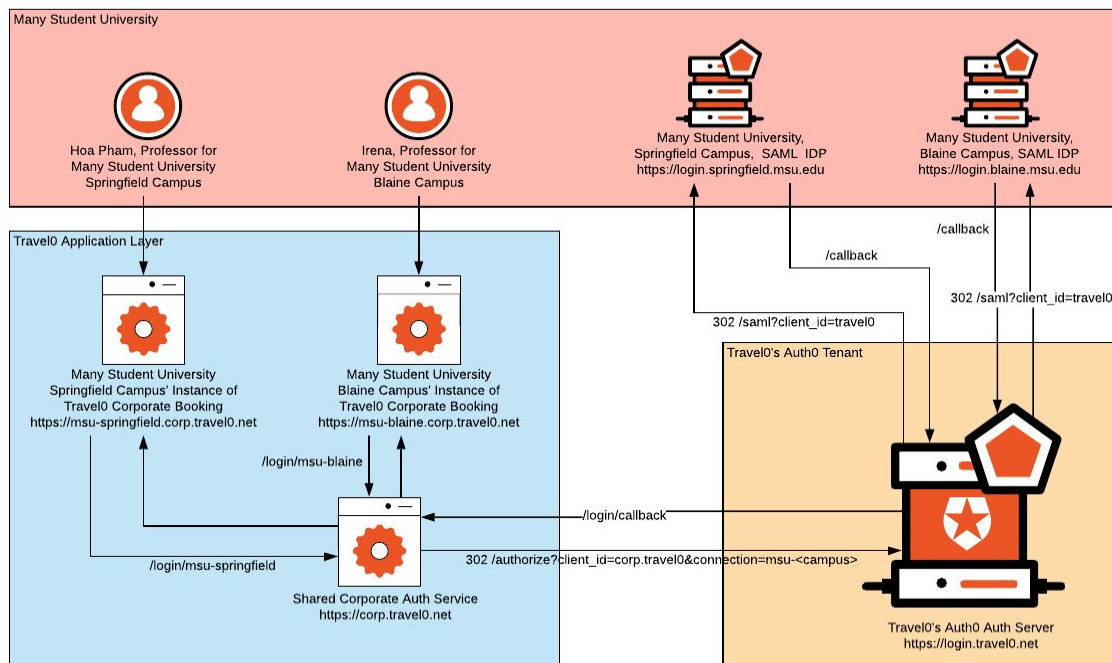 Many Student University
Hoa Pham, Professor for
Many Student University
Springfield Campus
Irena, Professor for
Many Student University
Blaine Campus
Many Student University,
Springfield Campus, SAML IDP
https://login.springfield.msu.edu
Many Student University,
Blaine Campus, SAML IDP
https://login.blaine.msu.edu
/callback
/callback
302 /saml?client_id=travel0
302 /saml?client_id=travel0
Travel0 Application Layer
Many Student University
Springfield Campus' Instance of
Travel0 Corporate Booking
https://msu-springfield.corp.travel0.net
Many Student University
Blaine Campus' Instance of
Travel0 Corporate Booking
https://msu-blaine.corp.travel0.net
/login/msu-blaine
/login/msu-springfield
Shared Corporate Auth Service
https://corp.travel0.net
/login/callback
302 /authorize?client_id=corp.travel0&connection=msu-<campus>
Travel0's Auth0 Tenant
Travel0's Auth0 Auth Server
https://login.travel0.net